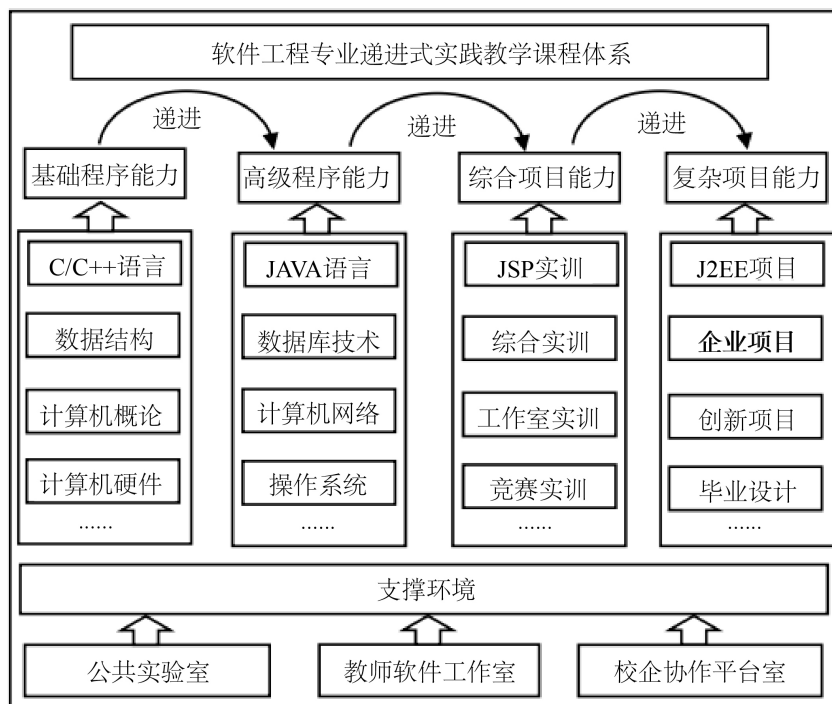 软件工程专业递进式实践教学课程体系
递进
递进
递进
基础程序能力
高级程序能力
综合项目能力
复杂项目能力
C/C++语言
数据结构
计算机概论
计算机硬件
......
JAVA语言
数据库技术
计算机网络
操作系统
......
JSP实训
综合实训
工作室实训
竞赛实训
......
J2EE项目
企业项目
创新项目
毕业设计
......
支撑环境
公共实验室
教师软件工作室
校企协作平台室